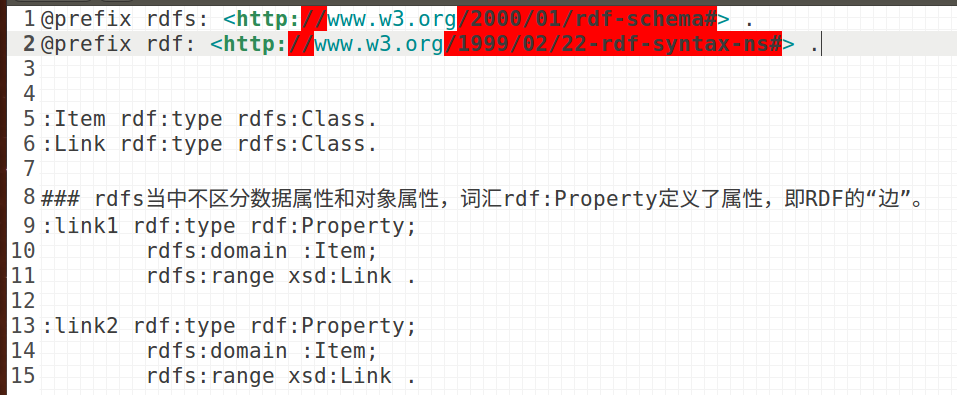 1 @prefix rdfs: <http://www.w3.org/2000/01/rdf-schema#> .
2 @prefix rdf: <http://www.w3.org/1999/02/22-rdf-syntax-ns#> .
3
4
5 :Item rdf:type rdfs:Class.
6 :Link rdf:type rdfs:Class.
7
8 ### rdfs当中不区分数据属性和对象属性，词汇rdf:Property定义了属性，即RDF的“边”。
9 :link1 rdf:type rdf:Property;
10         rdfs:domain :Item;
11         rdfs:range xsd:Link .
12
13 :link2 rdf:type rdf:Property;
14         rdfs:domain :Item;
15         rdfs:range xsd:Link .